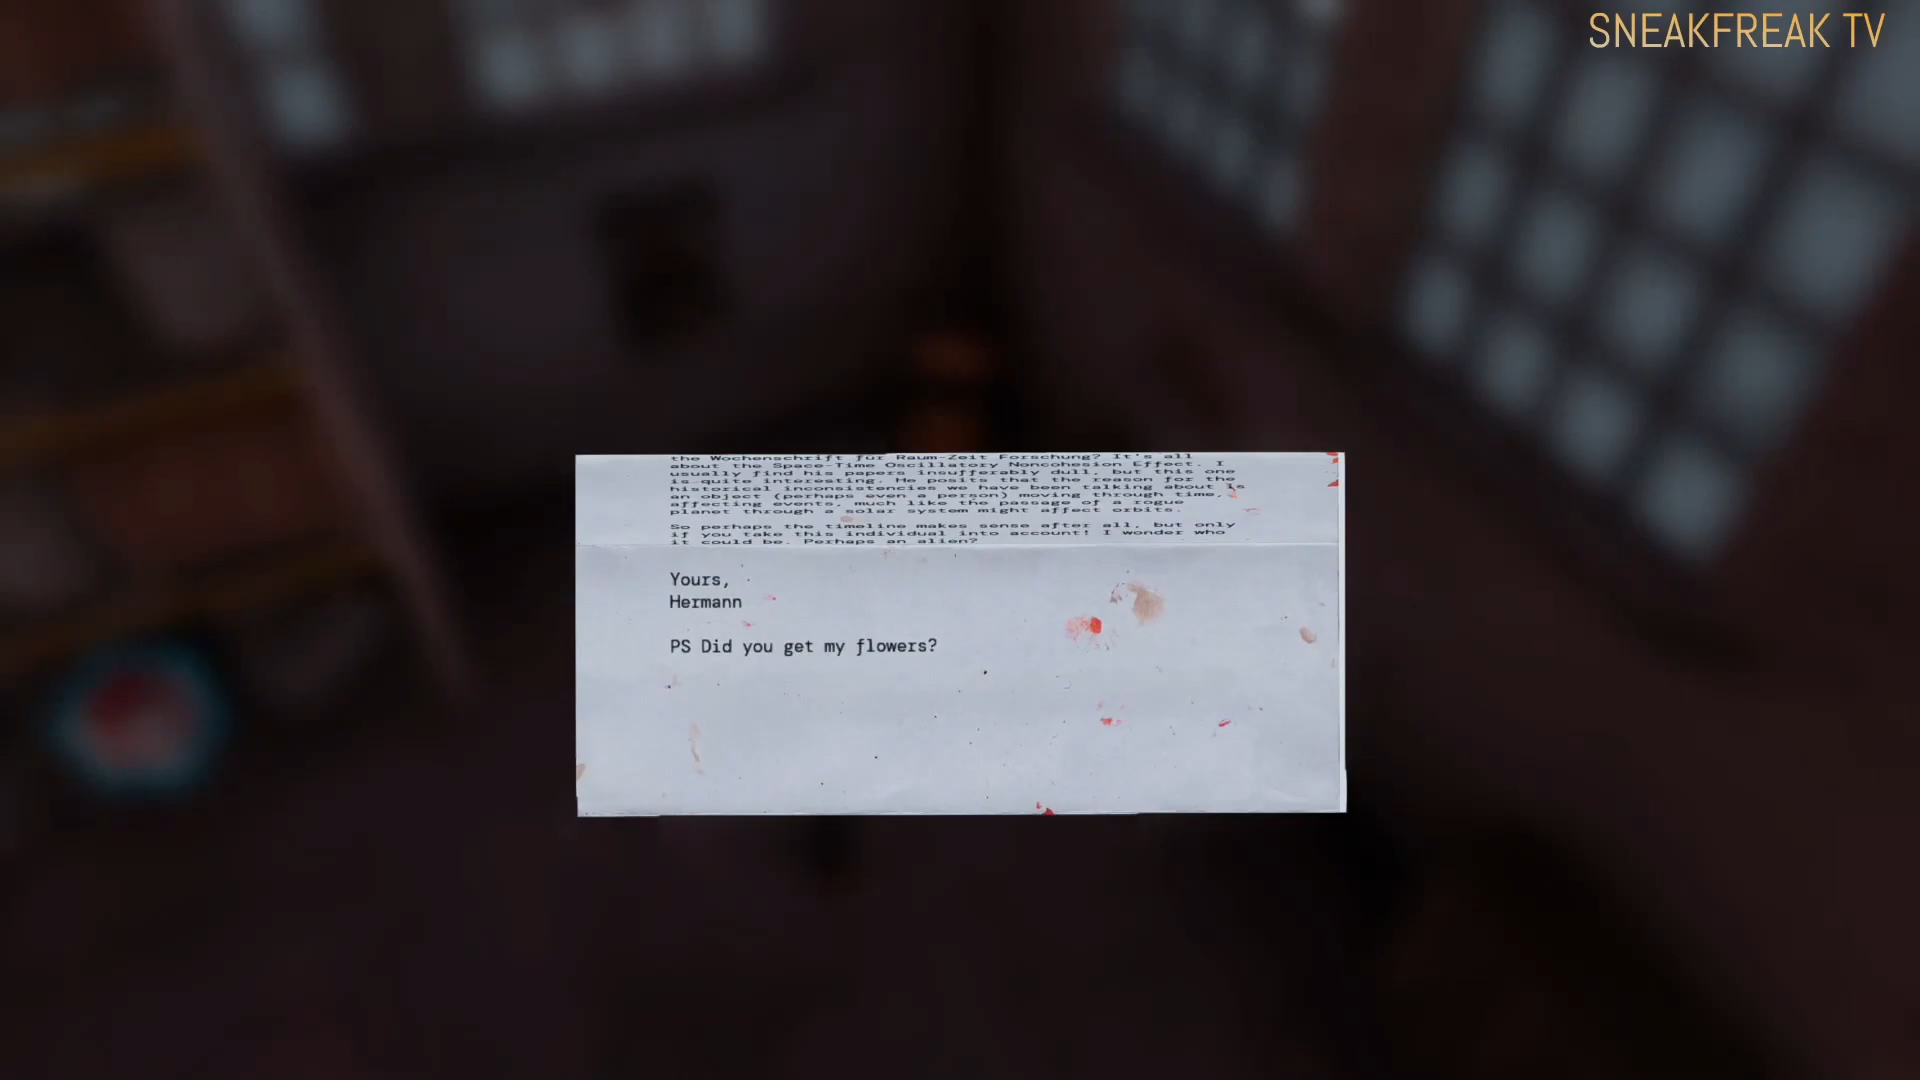 SNEAKFREAK TV
the Wochenschrift für Raum-Zeit Forschung? It's all
about the Space-Time Oscillatory Noncohesion Effect. I
usually find his papers insufferably dull, but this one
is quite interesting. He posits that the reason for the
historical inconsistencies we have been talking about is
an object (perhaps even a person) moving through time,
affecting events, much like the passage of a rogue
planet through a solar system might affect orbits.
So perhaps the timeline makes sense after all, but only
if you take this individual into account! I wonder who
it could be. Perhaps an alien?
Yours,
Hermann
PS Did you get my flowers?